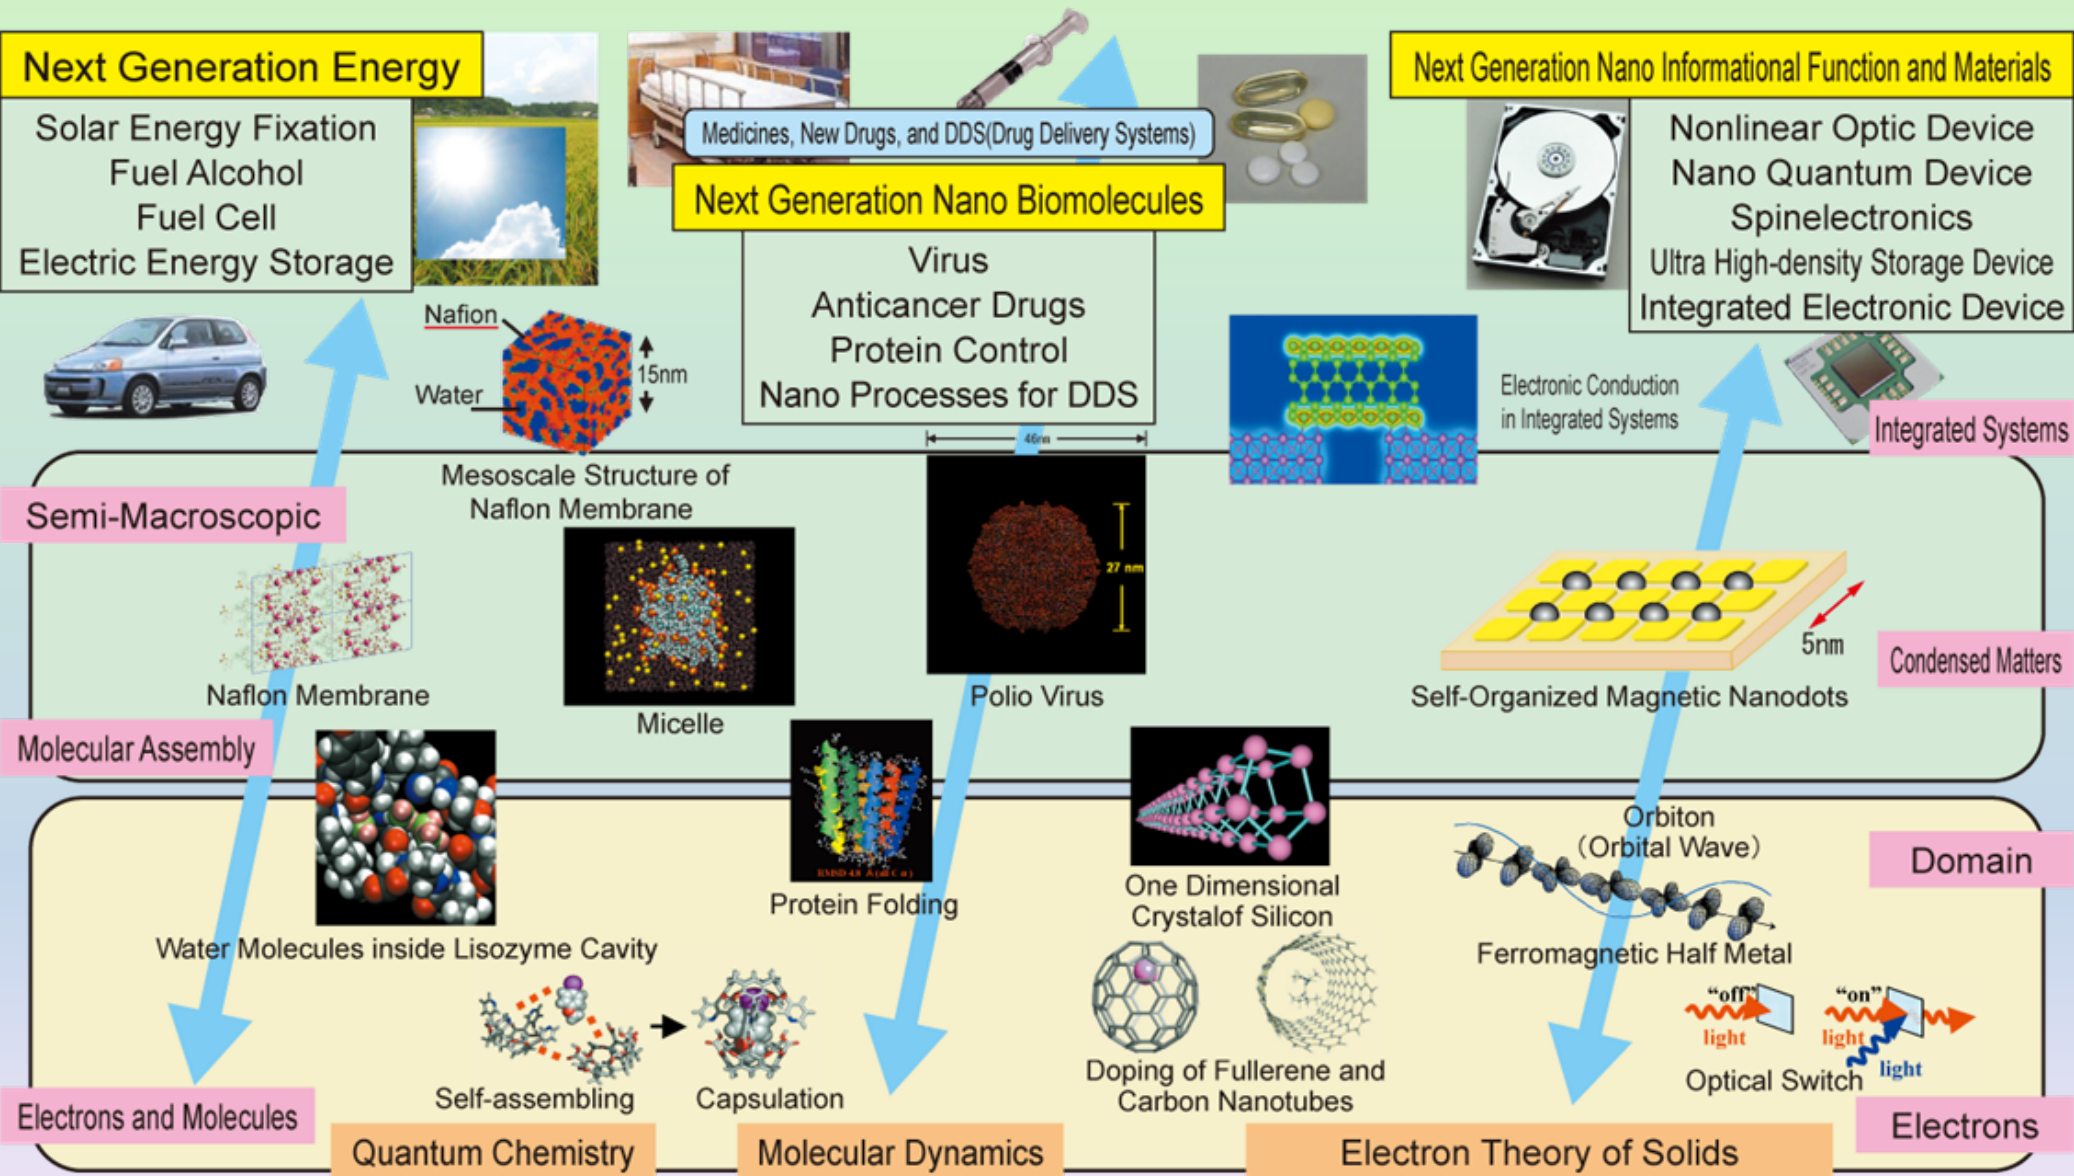 Next Generation Energy
Solar Energy Fixation
Fuel Alcohol
Fuel Cell
Electric Energy Storage
Medicines, New Drugs, and DDS(Drug Delivery Systems)
Next Generation Nano Biomolecules
Virus
Anticancer Drugs
Protein Control
Nano Processes for DDS
Next Generation Nano Informational Function and Materials
Nonlinear Optic Device
Nano Quantum Device
Spinelectronics
Ultra High-density Storage Device
Integrated Electronic Device
Nafion
Water
15nm
Mesoscale Structure of
Naflon Membrane
46nm
Electronic Conduction
in Integrated Systems
Integrated Systems
Semi-Macroscopic
Naflon Membrane
Micelle
27 nm
Polio Virus
5nm
Self-Organized Magnetic Nanodots
Condensed Matters
Molecular Assembly
Water Molecules inside Lisozyme Cavity
RMSD 4.8 Å (all C α)
Protein Folding
One Dimensional
Crystalof Silicon
Orbiton
(Orbital Wave)
Ferromagnetic Half Metal
Domain
Self-assembling
Capsulation
Doping of Fullerene and
Carbon Nanotubes
"off"
light
"on"
light
light
Optical Switch
Electrons and Molecules
Electrons
Quantum Chemistry
Molecular Dynamics
Electron Theory of Solids